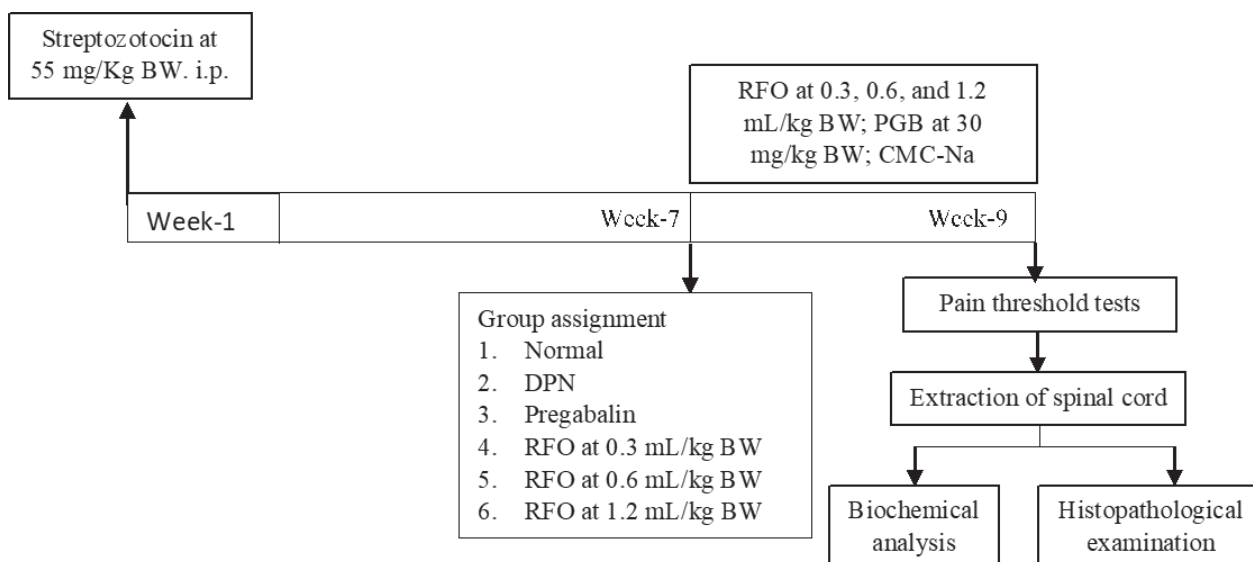 Streptozotocin at
55 mg/Kg BW. i.p.
RFO at 0.3, 0.6, and 1.2
mL/kg BW; PGB at 30
mg/kg BW; CMC-Na
Week-1
Week-7
Week-9
Group assignment
1. Normal
2. DPN
3. Pregabalin
4. RFO at 0.3 mL/kg BW
5. RFO at 0.6 mL/kg BW
6. RFO at 1.2 mL/kg BW
Pain threshold tests
Extraction of spinal cord
Biochemical
analysis
Histopathological
examination